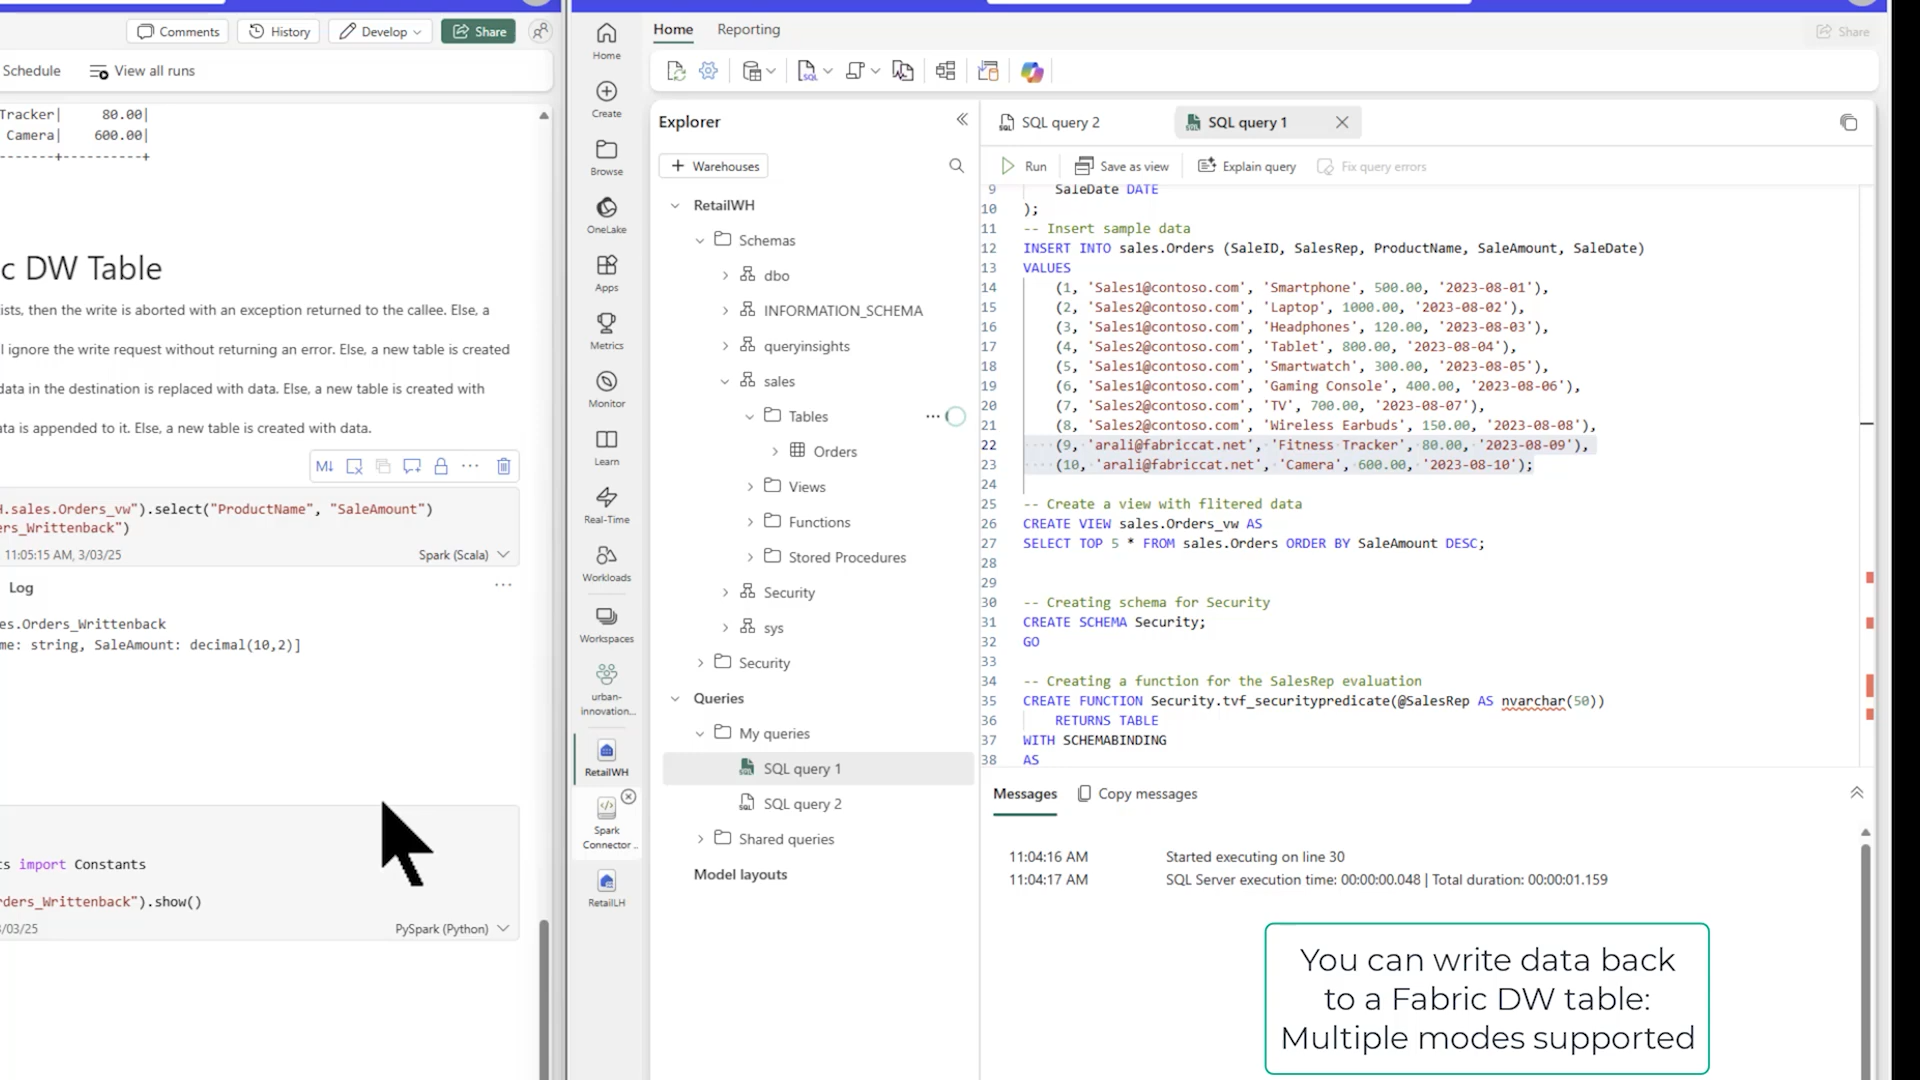 Comments
History
Develop
Share
Schedule
View all runs
Tracker|     80.00|
Camera|    600.00|
-------+----------+
c DW Table
ists, then the write is aborted with an exception returned to the callee. Else, a
l ignore the write request without returning an error. Else, a new table is created
data in the destination is replaced with data. Else, a new table is created with
ata is appended to it. Else, a new table is created with data.
M↓
H.sales.Orders_vw").select("ProductName", "SaleAmount")
ers_Writtenback")
11:05:15 AM, 3/03/25
Spark (Scala)
Log
es.Orders_Writtenback
me: string, SaleAmount: decimal(10,2)]
ts import Constants
rders_Writtenback").show()
3/03/25
PySpark (Python)
Home
Create
Browse
OneLake
Apps
Metrics
Monitor
Learn
Real-Time
Workloads
Workspaces
urban-
innovation...
RetailWH
Spark
Connector ..
RetailLH
Home
Reporting
Share
Explorer
Warehouses
RetailWH
Schemas
dbo
INFORMATION_SCHEMA
queryinsights
sales
Tables
Orders
Views
Functions
Stored Procedures
Security
sys
Security
Queries
My queries
SQL query 1
SQL query 2
Shared queries
Model layouts
SQL query 2
SQL query 1
Run
Save as view
Explain query
Fix query errors
9 SaleDate DATE
10 );
11 -- Insert sample data
12 INSERT INTO sales.Orders (SaleID, SalesRep, ProductName, SaleAmount, SaleDate)
13 VALUES
14 (1, 'Sales1@contoso.com', 'Smartphone', 500.00, '2023-08-01'),
15 (2, 'Sales2@contoso.com', 'Laptop', 1000.00, '2023-08-02'),
16 (3, 'Sales1@contoso.com', 'Headphones', 120.00, '2023-08-03'),
17 (4, 'Sales2@contoso.com', 'Tablet', 800.00, '2023-08-04'),
18 (5, 'Sales1@contoso.com', 'Smartwatch', 300.00, '2023-08-05'),
19 (6, 'Sales1@contoso.com', 'Gaming Console', 400.00, '2023-08-06'),
20 (7, 'Sales2@contoso.com', 'TV', 700.00, '2023-08-07'),
21 (8, 'Sales2@contoso.com', 'Wireless Earbuds', 150.00, '2023-08-08'),
22 (9, 'arali@fabriccat.net', 'Fitness Tracker', 80.00, '2023-08-09'),
23 (10, 'arali@fabriccat.net', 'Camera', 600.00, '2023-08-10');
24
25 -- Create a view with flitered data
26 CREATE VIEW sales.Orders_vw AS
27 SELECT TOP 5 * FROM sales.Orders ORDER BY SaleAmount DESC;
28
29
30 -- Creating schema for Security
31 CREATE SCHEMA Security;
32 GO
33
34 -- Creating a function for the SalesRep evaluation
35 CREATE FUNCTION Security.tvf_securitypredicate(@SalesRep AS nvarchar(50))
36 RETURNS TABLE
37 WITH SCHEMABINDING
38 AS
Messages
Copy messages
11:04:16 AM Started executing on line 30
11:04:17 AM SQL Server execution time: 00:00:00.048 | Total duration: 00:00:01.159
You can write data back
to a Fabric DW table:
Multiple modes supported